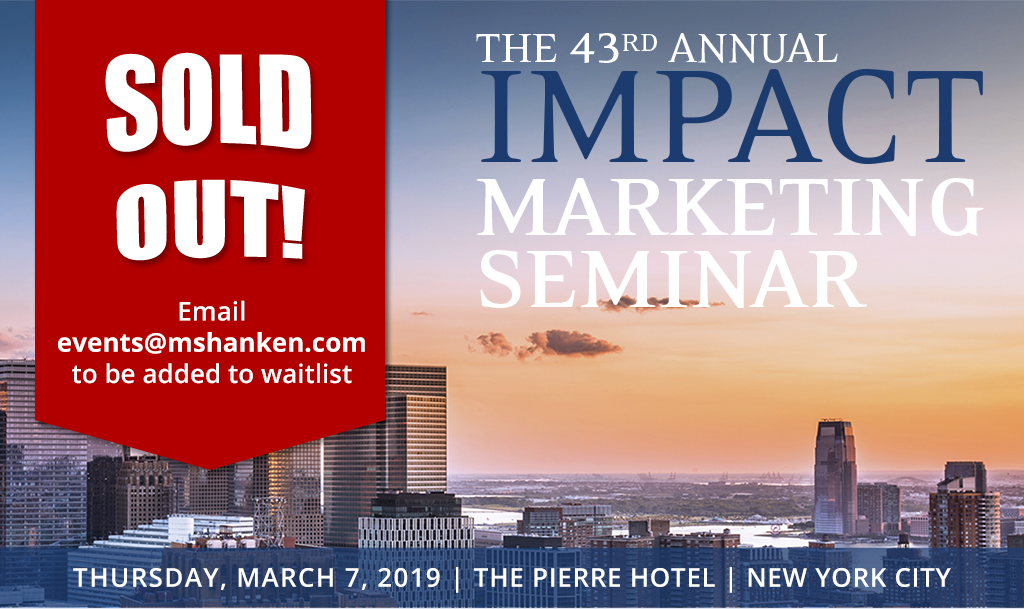 SOLD
OUT!
Email
events@mshanken.com
to be added to waitlist
THE 43RD ANNUAL
IMPACT
MARKETING
SEMINAR
THURSDAY, MARCH 7, 2019 | THE PIERRE HOTEL | NEW YORK CITY